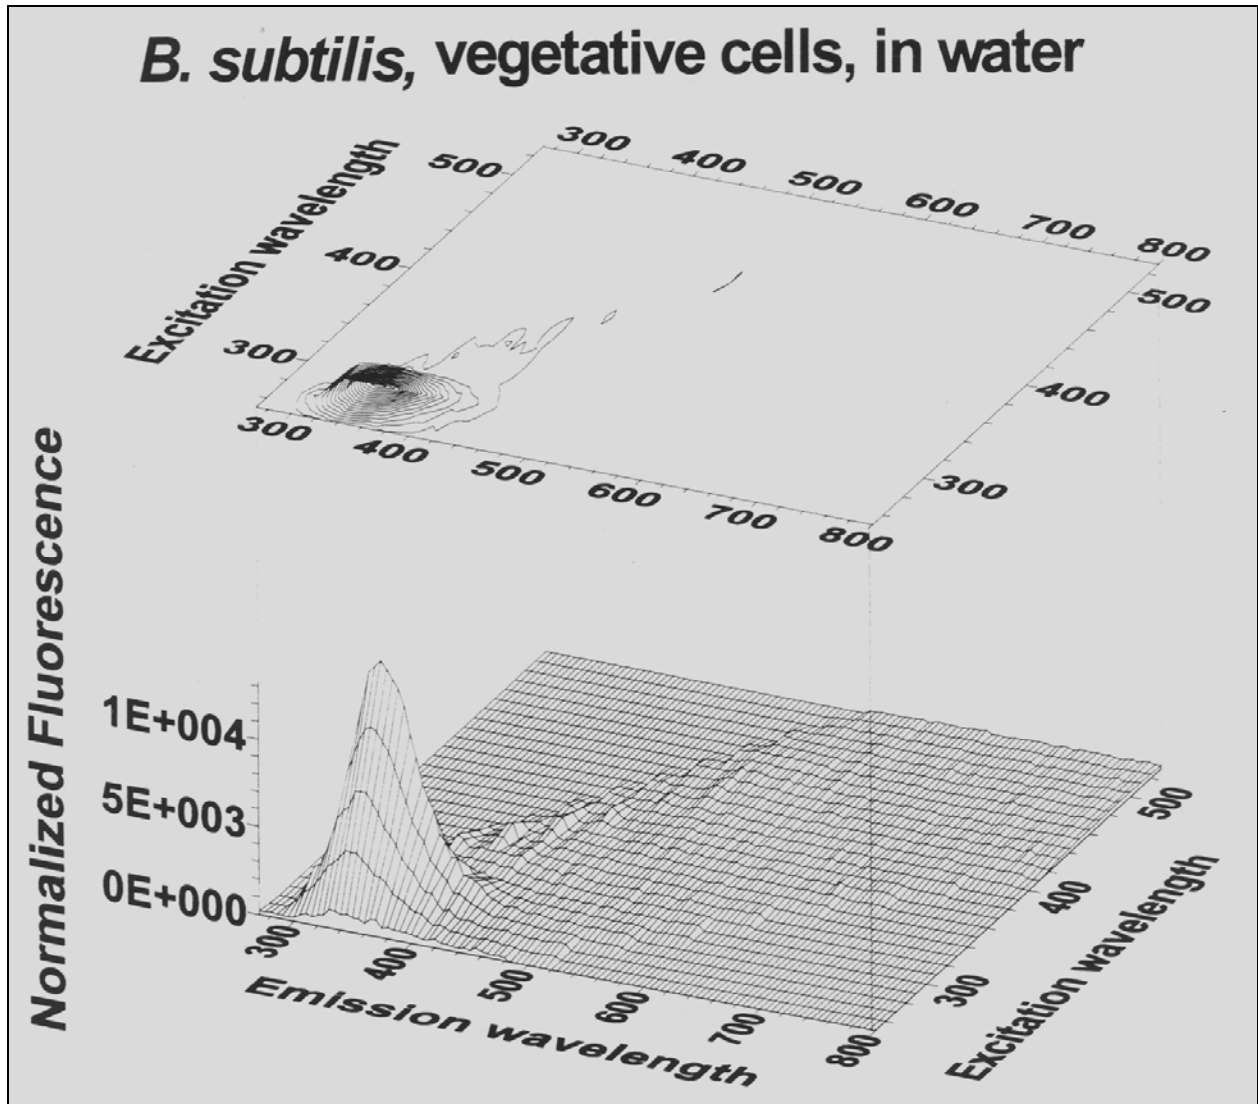 B. subtilis, vegetative cells, in water
300 400 500 600 700 800
Excitation wavelength
500
400
300
500
400
300
300 400 500 600 700 800
Normalized Fluorescence
1E+004
5E+003
0E+000
300 400 500 600 700 800
Emission wavelength
500
400
300
Excitation wavelength